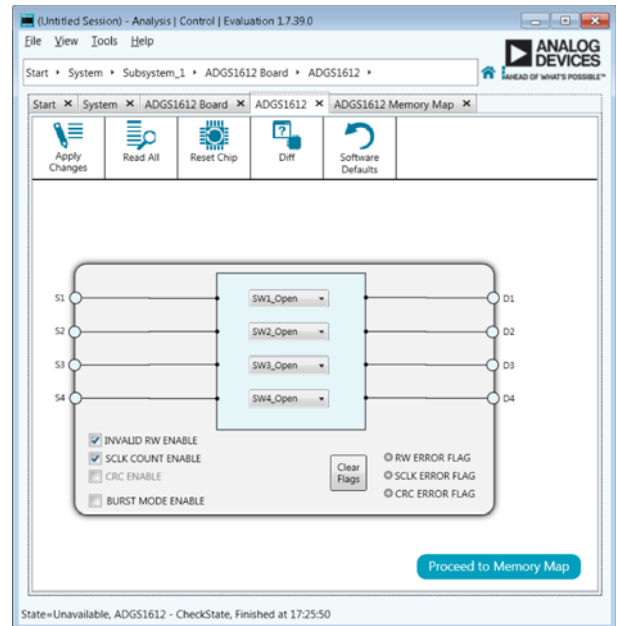 (Untitled Session) - Analysis | Control | Evaluation 1.7.39.0
File View Tools Help
ANALOG
DEVICES
AHEAD OF WHAT'S POSSIBLE™
Start System Subsystem_1 ADGS1612 Board ADGS1612
Start System ADGS1612 Board ADGS1612 ADGS1612 Memory Map
Apply
Changes
Read All
Reset Chip
Diff
Software
Defaults
S1 SW1_Open D1
S2 SW2_Open D2
S3 SW3_Open D3
S4 SW4_Open D4
INVALID RW ENABLE
SCLK COUNT ENABLE
CRC ENABLE
BURST MODE ENABLE
Clear
Flags
RW ERROR FLAG
SCLK ERROR FLAG
CRC ERROR FLAG
Proceed to Memory Map
State=Unavailable, ADGS1612 - CheckState, Finished at 17:25:50